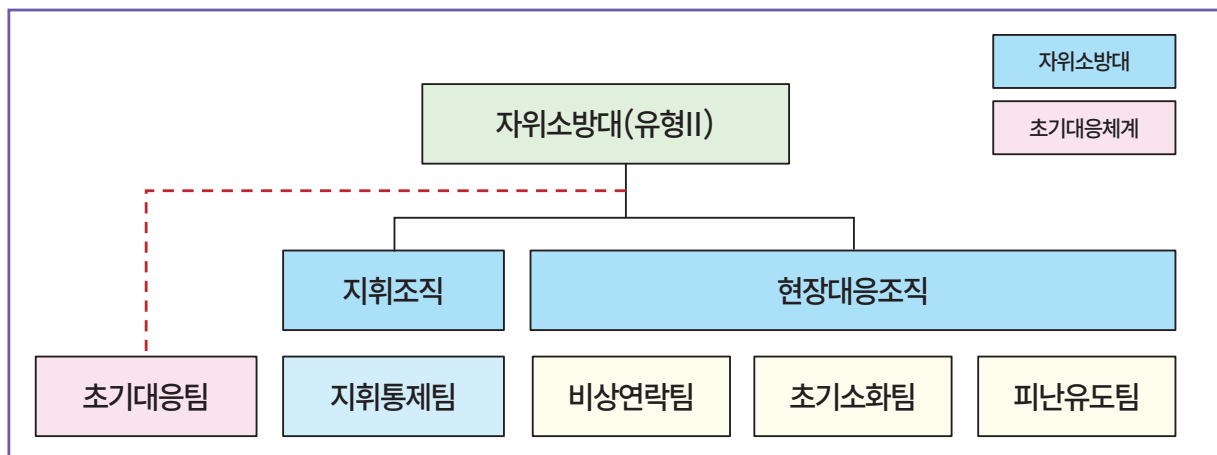 자위소방대
초기대응체계
자위소방대(유형II)
지휘조직
현장대응조직
초기대응팀
지휘통제팀
비상연락팀
초기소화팀
피난유도팀